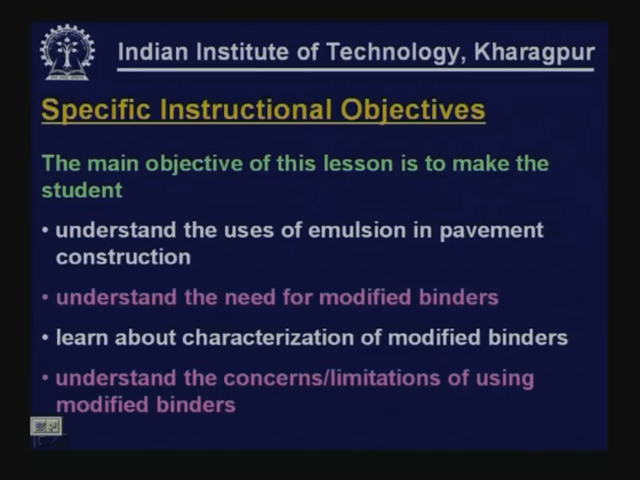 Indian Institute of Technology, Kharagpur
Specific Instructional Objectives
The main objective of this lesson is to make the
student
• understand the uses of emulsion in pavement
construction
• understand the need for modified binders
• learn about characterization of modified binders
• understand the concerns/limitations of using
modified binders